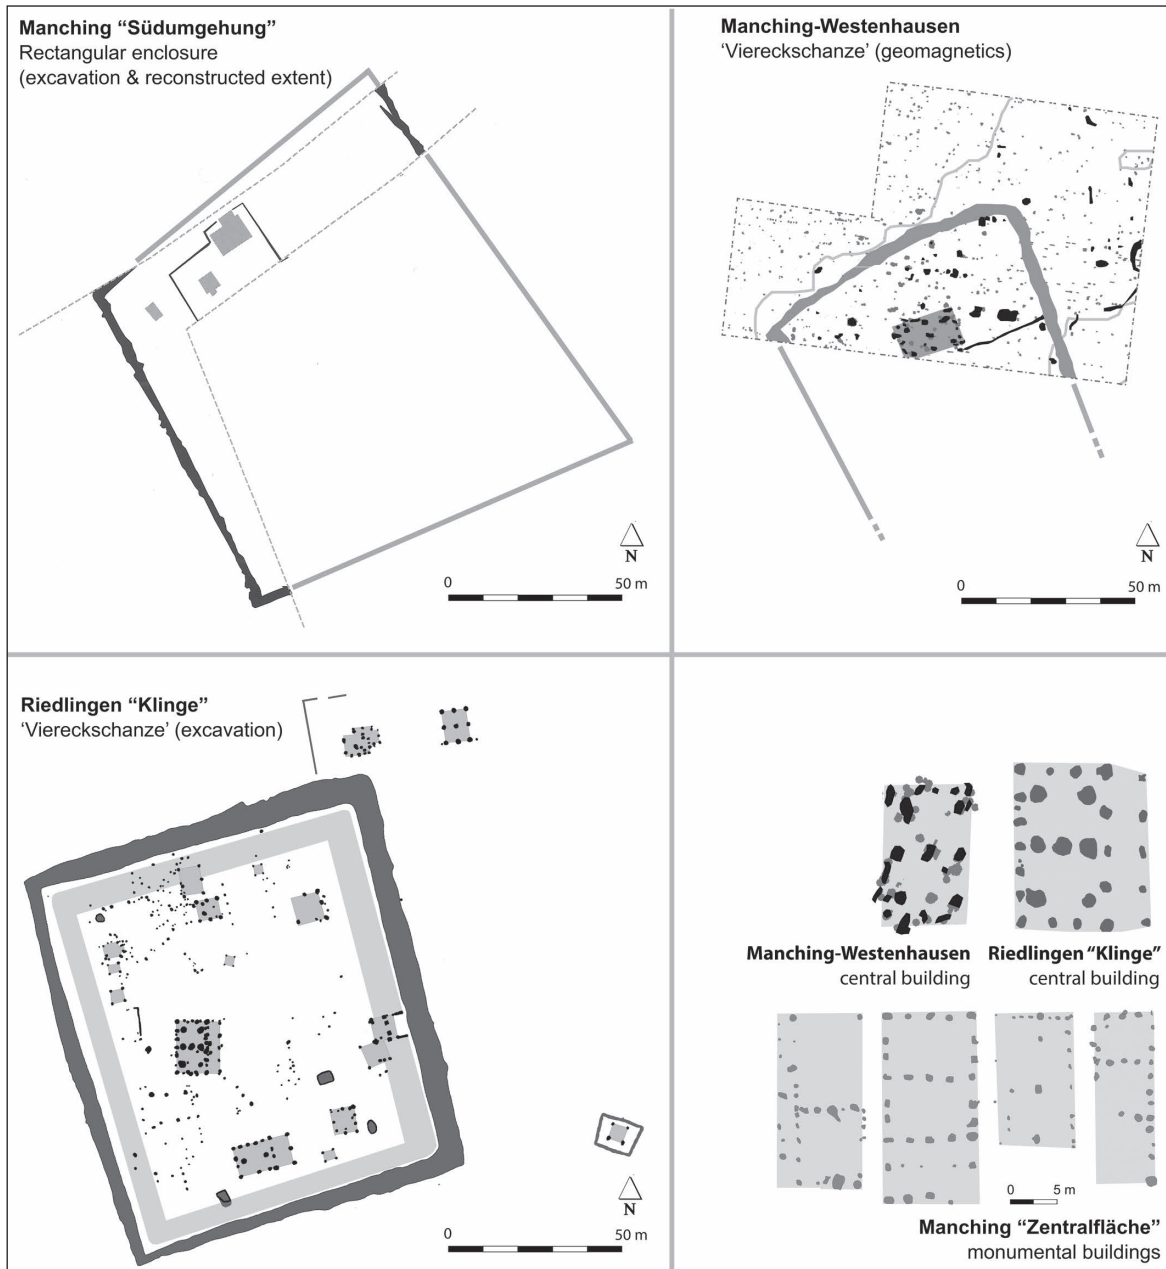 Manching “Südumgehung”
Rectangular enclosure
(excavation & reconstructed extent)
N
0 50 m
Manching-Westenhausen
‘Viereckschanze’ (geomagnetics)
N
0 50 m
Riedlingen “Klinge”
‘Viereckschanze’ (excavation)
N
0 50 m
Manching-Westenhausen
central building
Riedlingen “Klinge”
central building
0 5 m
Manching “Zentralfläche”
monumental buildings